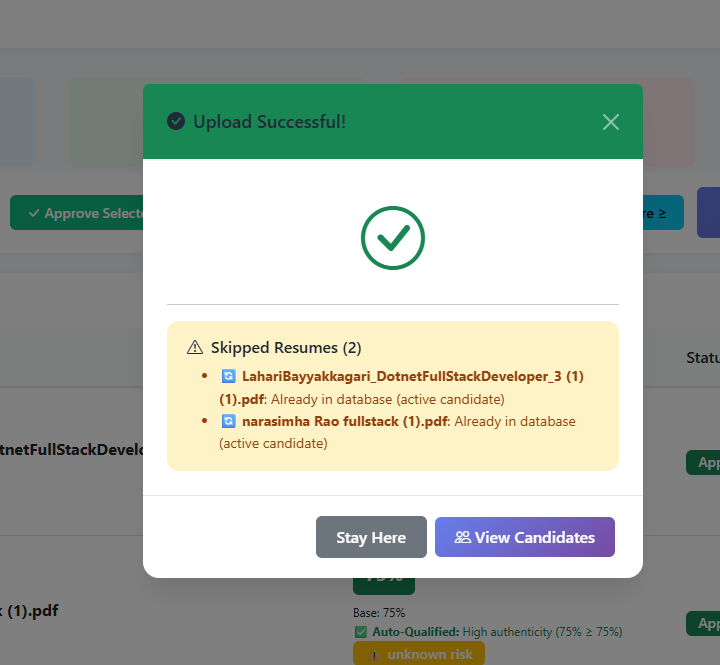 Upload Successful!
✓ Approve Selecte
re ≥
Skipped Resumes (2)
Statu
LahariBayyakkagari_DotnetFullStackDeveloper_3 (1)
(1).pdf: Already in database (active candidate)
narasimha Rao fullstack (1).pdf: Already in database
(active candidate)
tnetFullStackDevelo
App
Stay Here
View Candidates
75%
(1).pdf
Base: 75%
App
Auto-Qualified: High authenticity (75% ≥ 75%)
unknown risk